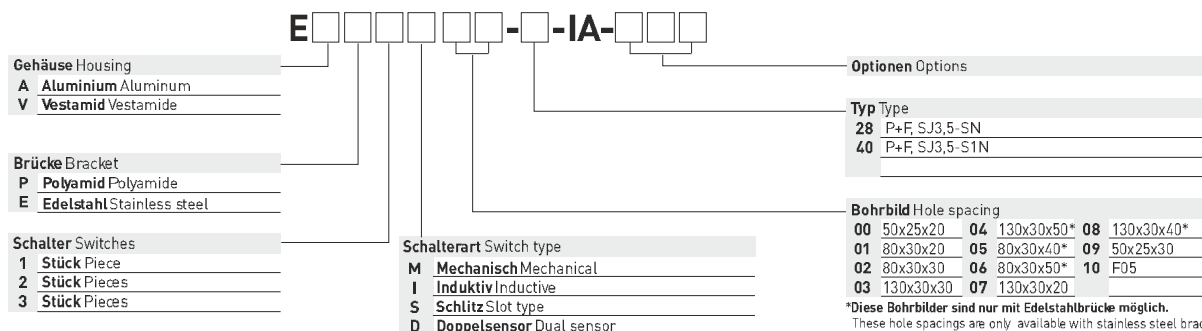 E - -IA-
Gehäuse Housing
A Aluminium Aluminum
V Vestamid Vestamide
Brücke Bracket
P Polyamid Polyamide
E Edelstahl Stainless steel
Schalter Switches
1 Stück Piece
2 Stück Pieces
3 Stück Pieces
Schalterart Switch type
M Mechanisch Mechanical
I Induktiv Inductive
S Schlitz Slot type
D Doppelsensor Dual sensor
Optionen Options
Typ Type
28 P+F, SJ3,5-SN
40 P+F, SJ3,5-S1N
Bohrbild Hole spacing
00 50x25x20 04 130x30x50* 08 130x30x40*
01 80x30x20 05 80x30x40* 09 50x25x30
02 80x30x30 06 80x30x50* 10 F05
03 130x30x30 07 130x30x20
*Diese Bohrbilder sind nur mit Edelstahlbrücke möglich.
These hole spacings are only available with stainless steel